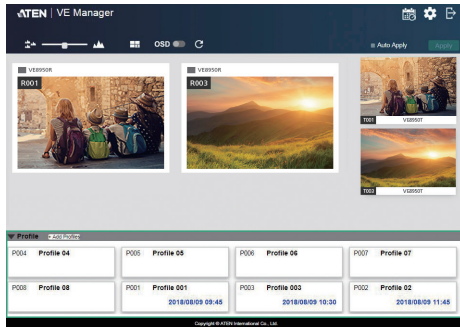 ATEN VE Manager
OSD
Auto Apply
Apply
VE8950R
R001
VE8950R
R003
T001
VE8950T
T003
VE8950T
Profile
+ Add Profiles
P004 Profile 04
P005 Profile 05
P006 Profile 06
P007 Profile 07
P008 Profile 08
P001 Profile 001
2018/08/09 09:45
P003 Profile 003
2018/08/09 10:30
P002 Profile 02
2018/08/09 11:45
Copyright © ATEN International Co., Ltd.